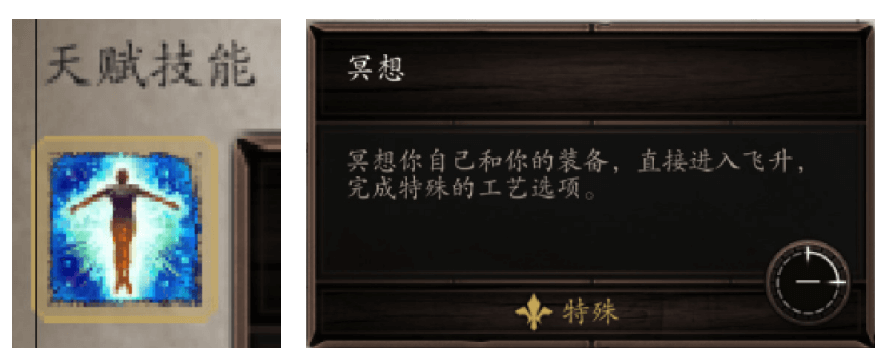 天赋技能
冥想
冥想你自己和你的装备，直接进入飞升，
完成特殊的工艺选项。
特殊